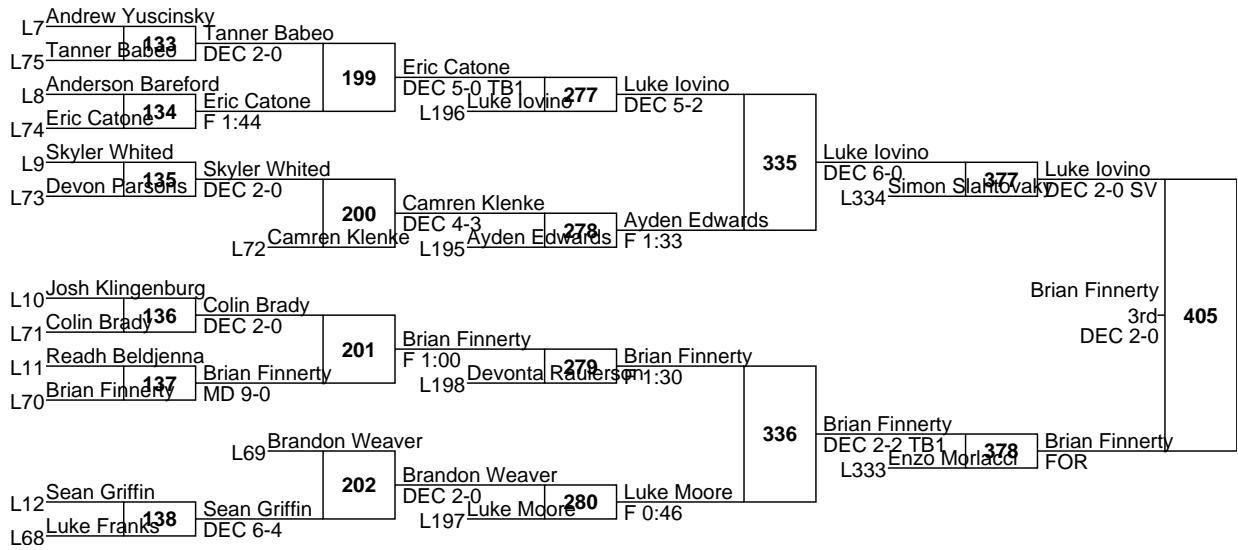 Andrew Yuscinsky
L7
133
Tanner Babeo
DEC 2-0
Tanner Babeo
L75
199
Eric Catone
DEC 5-0 TB1
Anderson Bareford
L8
134
Eric Catone
F 1:44
Eric Catone
L74
277
Luke Iovino
DEC 5-2
Luke Iovino
L196
Skyler Whited
L9
135
Skyler Whited
DEC 2-0
Devon Parsons
L73
335
Luke Iovino
DEC 6-0
377
Luke Iovino
DEC 2-0 SV
Simon Slahtovaky
L334
200
Camren Klenke
DEC 4-3
Camren Klenke
L72
278
Ayden Edwards
F 1:33
Ayden Edwards
L195
Josh Klingenburg
L10
136
Colin Brady
DEC 2-0
Colin Brady
L71
Brian Finnerty
3rd
DEC 2-0
405
201
Brian Finnerty
F 1:00
Readh Beldjenna
L11
137
Brian Finnerty
MD 9-0
Brian Finnerty
L70
279
Brian Finnerty
F 1:30
Devonta Raulerson
L198
336
Brian Finnerty
DEC 2-2 TB1
378
Brian Finnerty
FOR
Enzo Morlacci
L333
Brandon Weaver
L69
202
Brandon Weaver
DEC 2-0
280
Luke Moore
F 0:46
Luke Moore
L197
Sean Griffin
L12
138
Sean Griffin
DEC 6-4
Luke Franks
L68